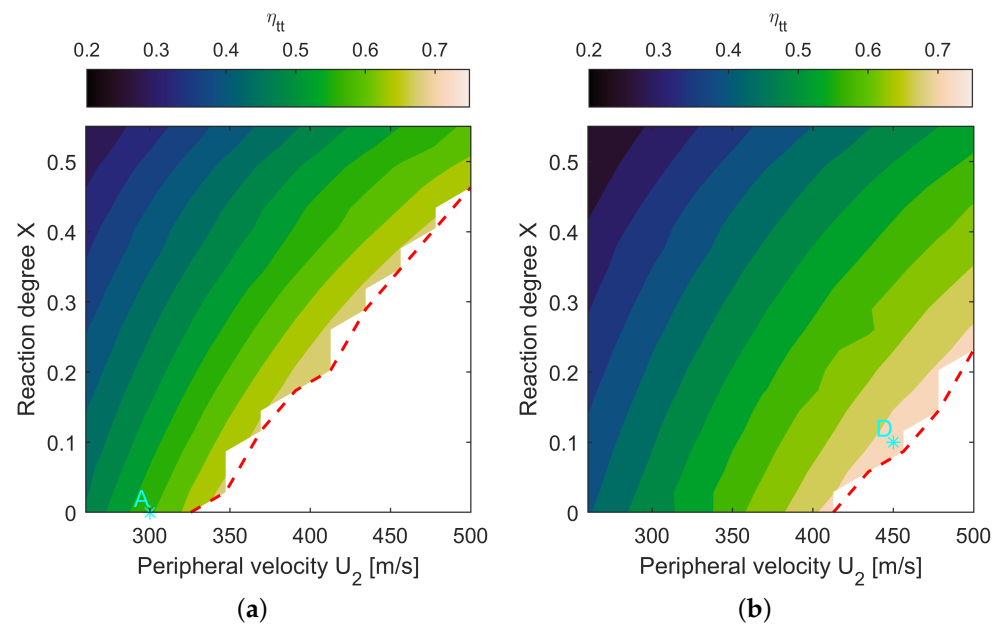 η_tt η_tt
0.2 0.3 0.4 0.5 0.6 0.7 0.2 0.3 0.4 0.5 0.6 0.7
0.5 0.5
0.4 0.4
0.3 0.3
0.2 0.2
0.1 0.1
0 0
Reaction degree X Reaction degree X
A D
300 350 400 450 500 300 350 400 450 500
Peripheral velocity U_2 [m/s] Peripheral velocity U_2 [m/s]
(a) (b)